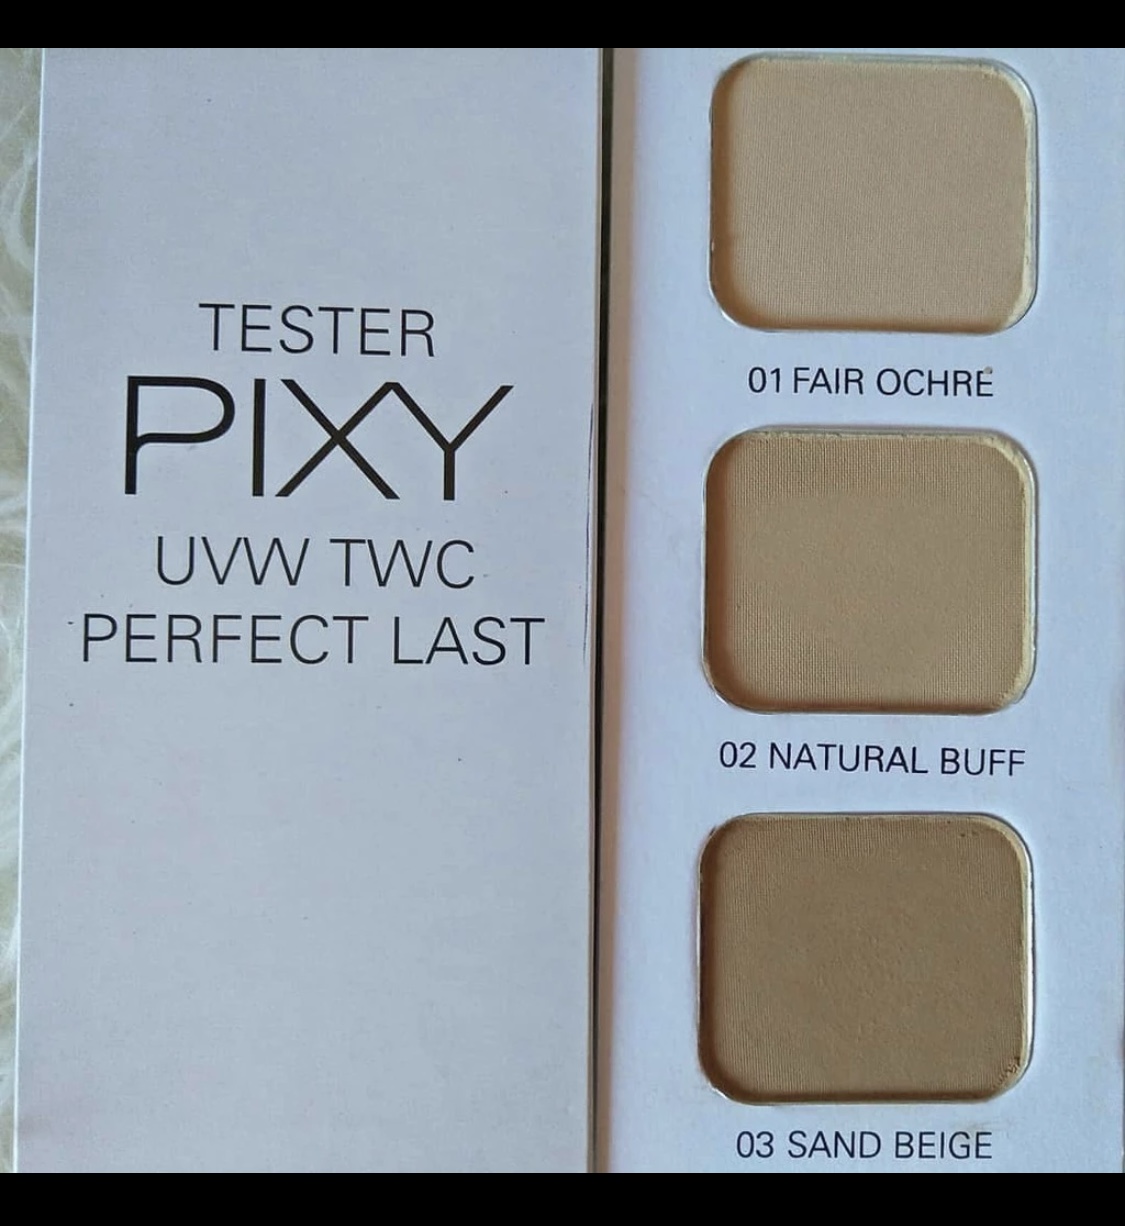 TESTER
PIXY
UVW TWC
PERFECT LAST
01 FAIR OCHRE
02 NATURAL BUFF
03 SAND BEIGE